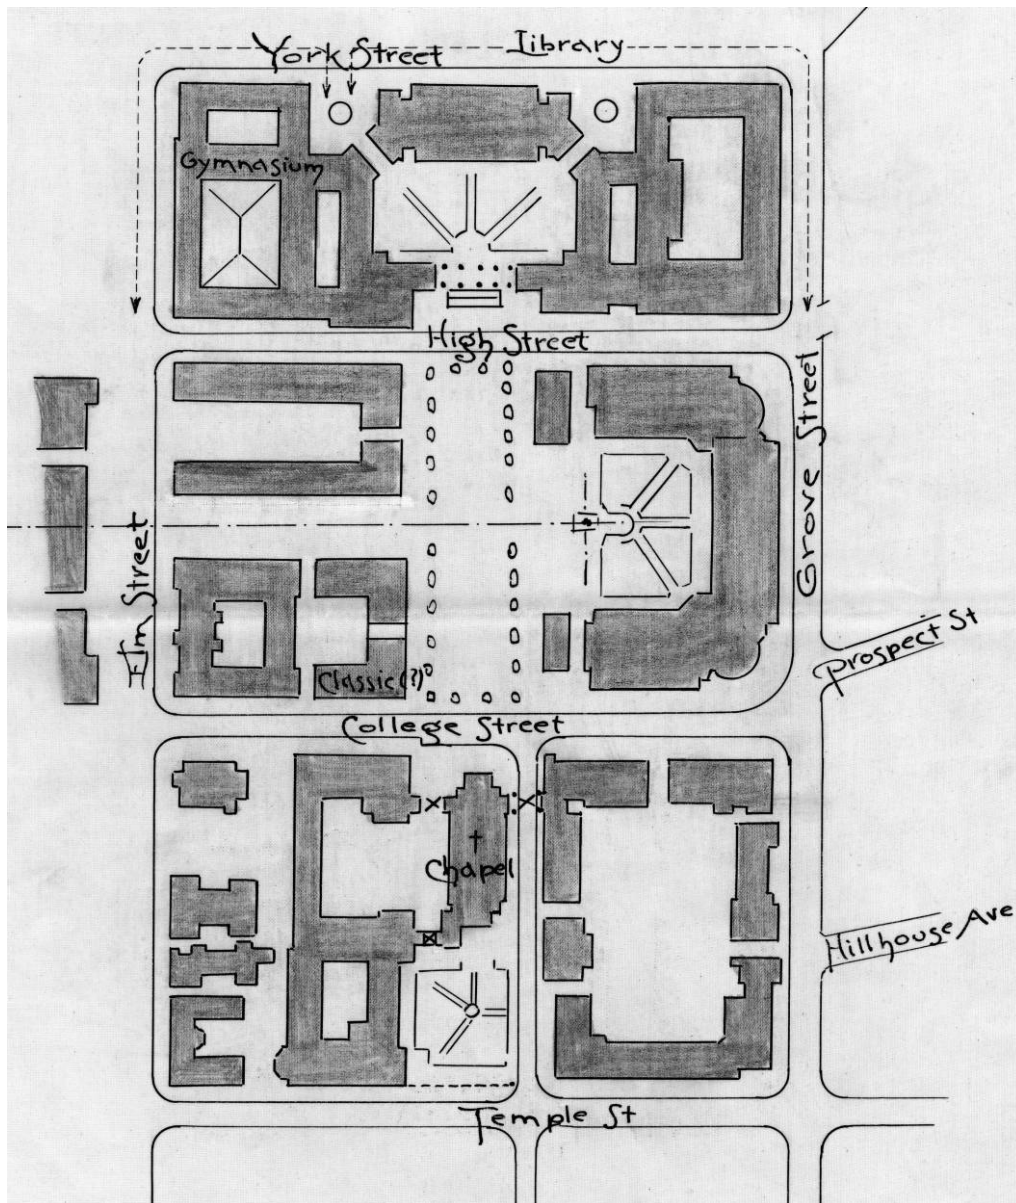 York Street
Library
Gymnasium
High Street
Grove Street
Elm Street
Prospect St
Classic (?)
College Street
Chapel
Hillhouse Ave
Temple St